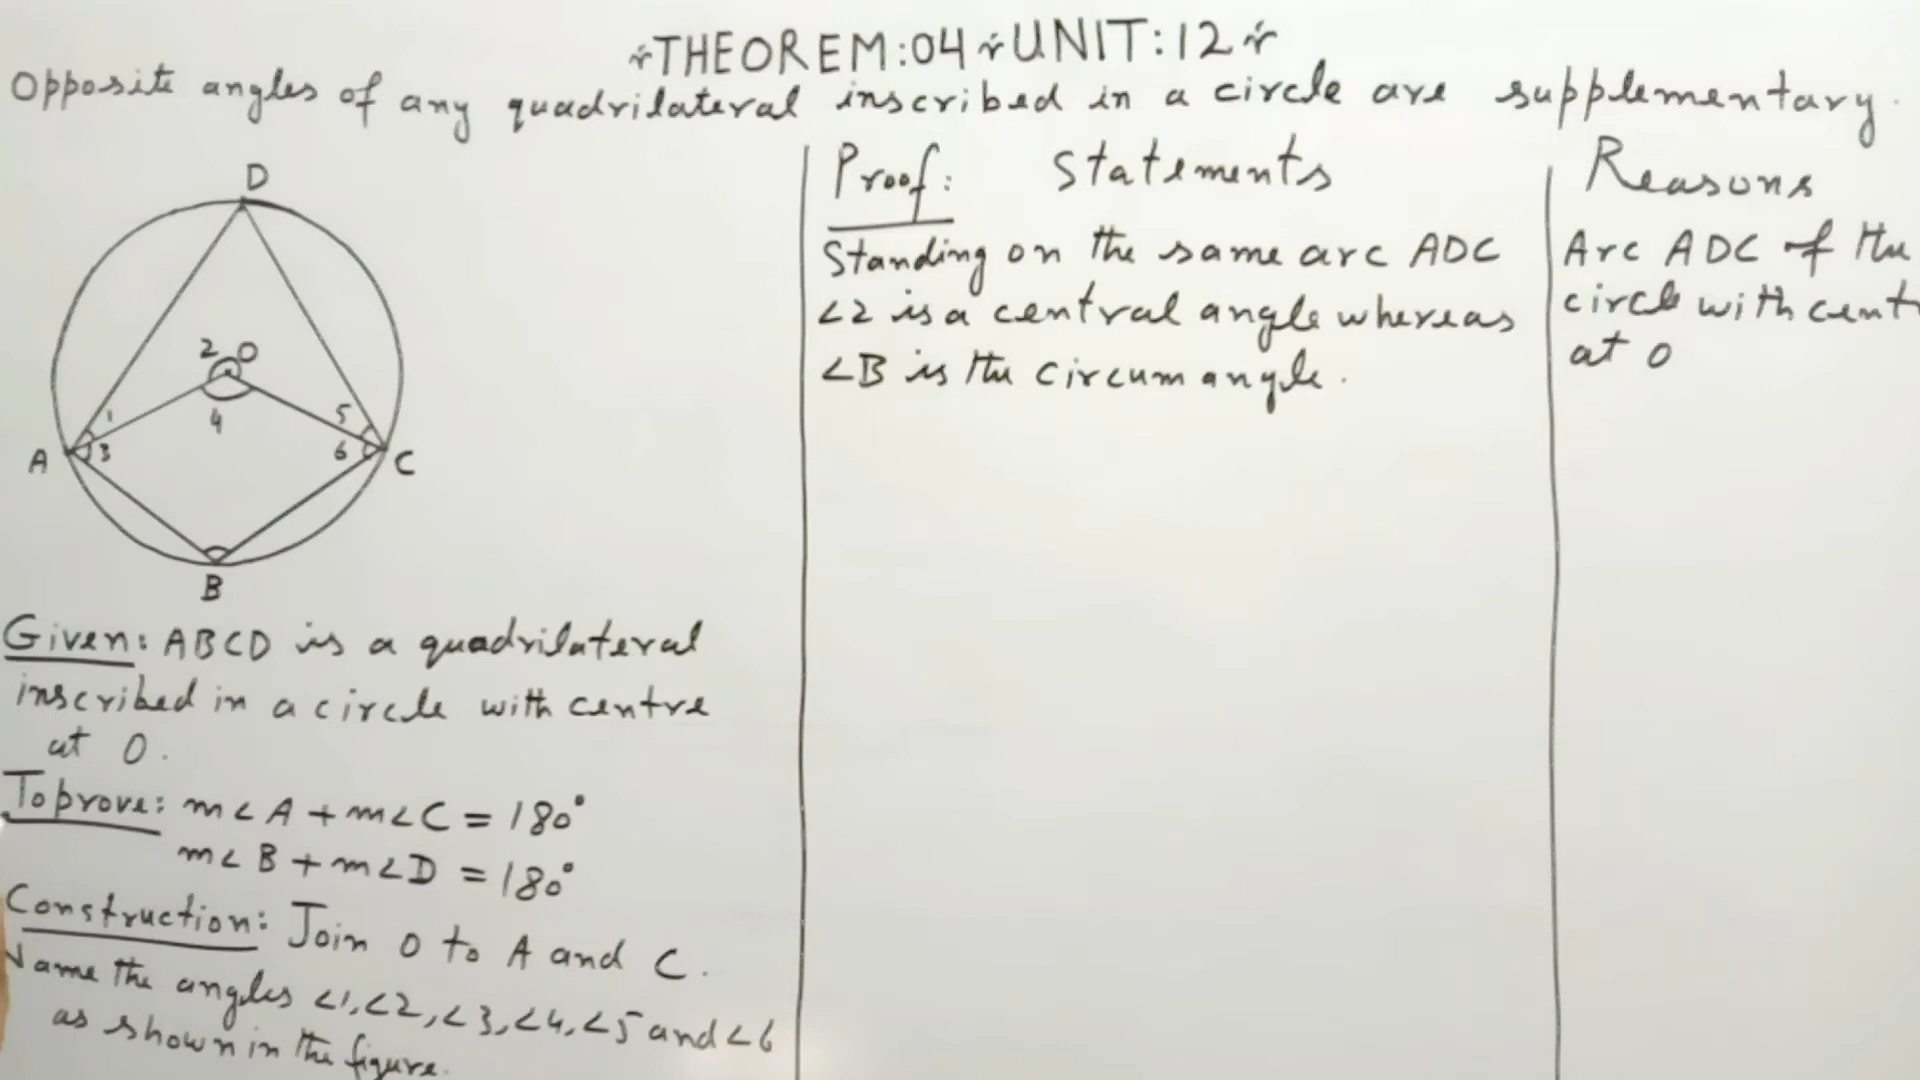 THEOREM:04 UNIT:12
Opposite angles of any quadrilateral inscribed in a circle are supplementary.
D
2 O
4
1
3
5
6
A
C
B
Given: ABCD is a quadrilateral
inscribed in a circle with centre
at O.
To prove: m∠A + m∠C = 180°
m∠B + m∠D = 180°
Construction: Join O to A and C.
Name the angles ∠1, ∠2, ∠3, ∠4, ∠5 and ∠6
as shown in the figure.
Proof: Statements
Standing on the same arc ADC
∠2 is a central angle whereas
∠B is the circum angle.
Reasons
Arc ADC of the
circle with cent
at O